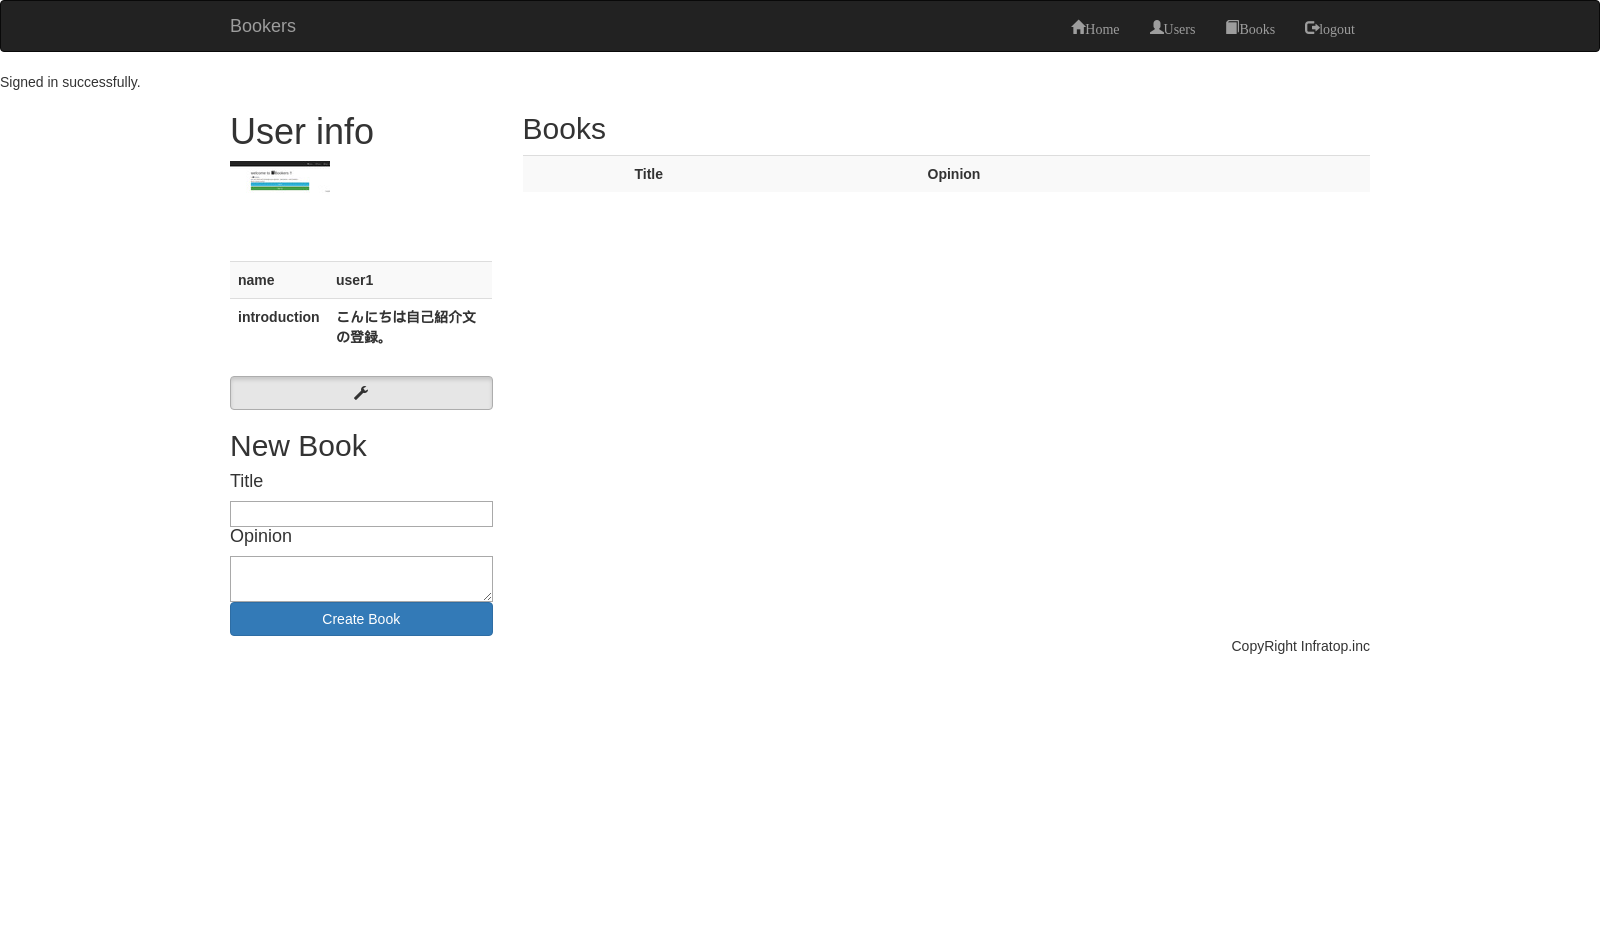 Bookers
Home Users Books logout
Signed in successfully.
User info
name user1
introduction こんにちは自己紹介文
の登録。
New Book
Title
Opinion
Create Book
Books
Title Opinion
CopyRight Infratop.inc